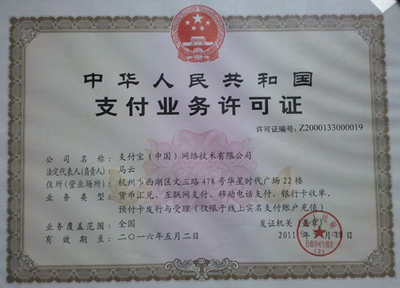 中华人民共和国
支付业务许可证
许可证编号：Z2000133000019
公司名称：支付宝（中国）网络技术有限公司
法定代表人(负责人)：马云
住所(营业场所)：杭州市西湖区文三路478号华星时代广场22楼
业务类型：货币汇兑、互联网支付、移动电话支付、银行卡收单、
预付卡发行与受理（仅限于线上实名支付账户充值）
业务覆盖范围：全国
有效期至：二〇一六年五月二日
发证机关（盖章）
2011